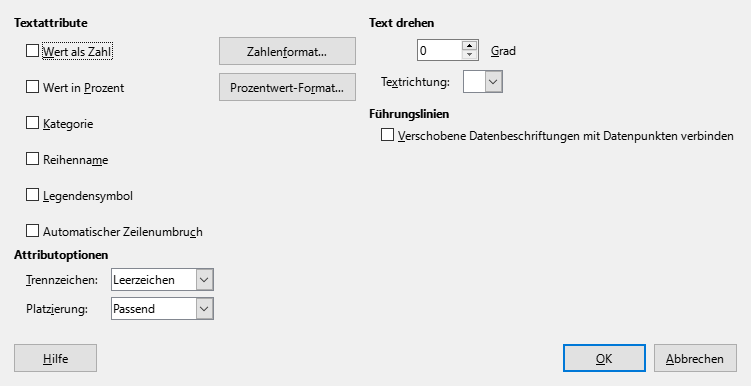 Textattribute
Wert als Zahl
Zahlenformat...
Wert in Prozent
Prozentwert-Format...
Kategorie
Reihenname
Legendensymbol
Automatischer Zeilenumbruch
Attributoptionen
Trennzeichen: Leerzeichen
Platzierung: Passend
Text drehen
0 Grad
Textrichtung:
Führungslinien
Verschobene Datenbeschriftungen mit Datenpunkten verbinden
Hilfe
OK
Abbrechen